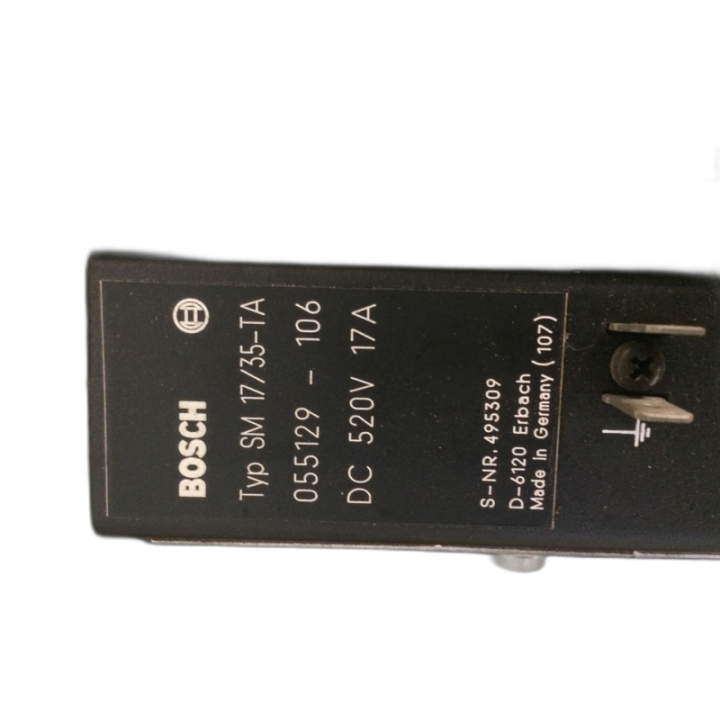 BOSCH
Typ SM 17/35-TA
055129 - 106
DC 520V 17A
S-NR. 495309
D-6120 Erbach
Made in Germany (107)